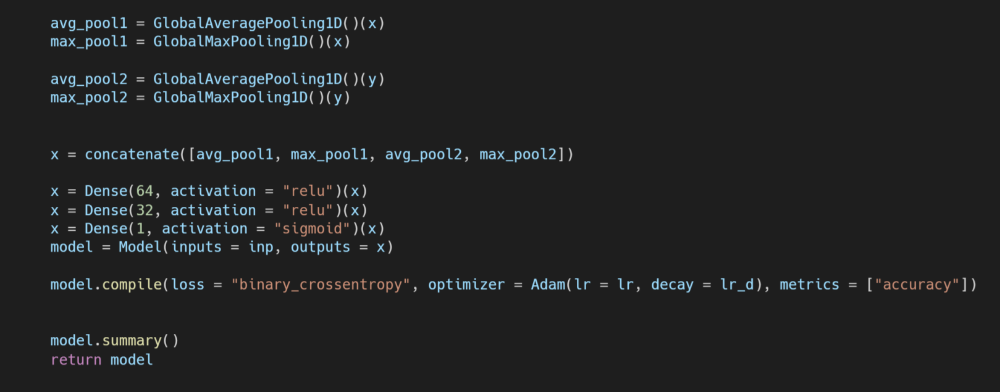 avg_pool1 = GlobalAveragePooling1D()(x)
max_pool1 = GlobalMaxPooling1D()(x)
avg_pool2 = GlobalAveragePooling1D()(y)
max_pool2 = GlobalMaxPooling1D()(y)
x = concatenate([avg_pool1, max_pool1, avg_pool2, max_pool2])
x = Dense(64, activation = "relu")(x)
x = Dense(32, activation = "relu")(x)
x = Dense(1, activation = "sigmoid")(x)
model = Model(inputs = inp, outputs = x)
model.compile(loss = "binary_crossentropy", optimizer = Adam(lr = lr, decay = lr_d), metrics = ["accuracy"])
model.summary()
return model